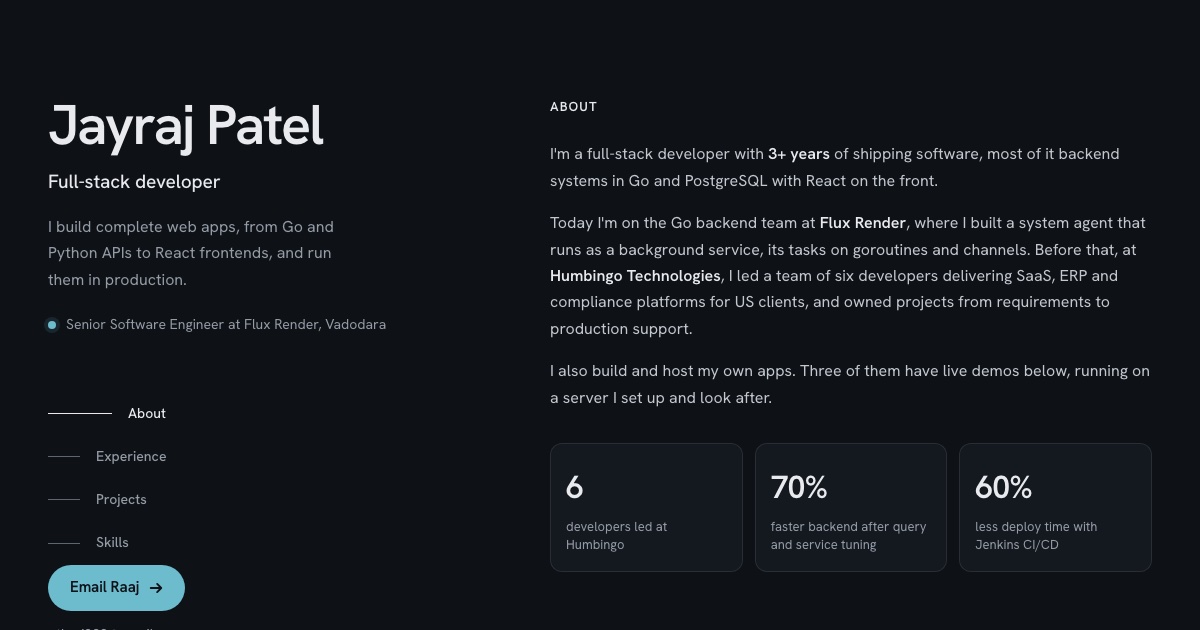 Jayraj Patel
Full-stack developer
I build complete web apps, from Go and
Python APIs to React frontends, and run
them in production.
Senior Software Engineer at Flux Render, Vadodara
About
Experience
Projects
Skills
Email Raaj
ABOUT
I'm a full-stack developer with 3+ years of shipping software, most of it backend
systems in Go and PostgreSQL with React on the front.
Today I'm on the Go backend team at Flux Render, where I built a system agent that
runs as a background service, its tasks on goroutines and channels. Before that, at
Humbingo Technologies, I led a team of six developers delivering SaaS, ERP and
compliance platforms for US clients, and owned projects from requirements to
production support.
I also build and host my own apps. Three of them have live demos below, running on
a server I set up and look after.
6
developers led at
Humbingo
70%
faster backend after query
and service tuning
60%
less deploy time with
Jenkins CI/CD